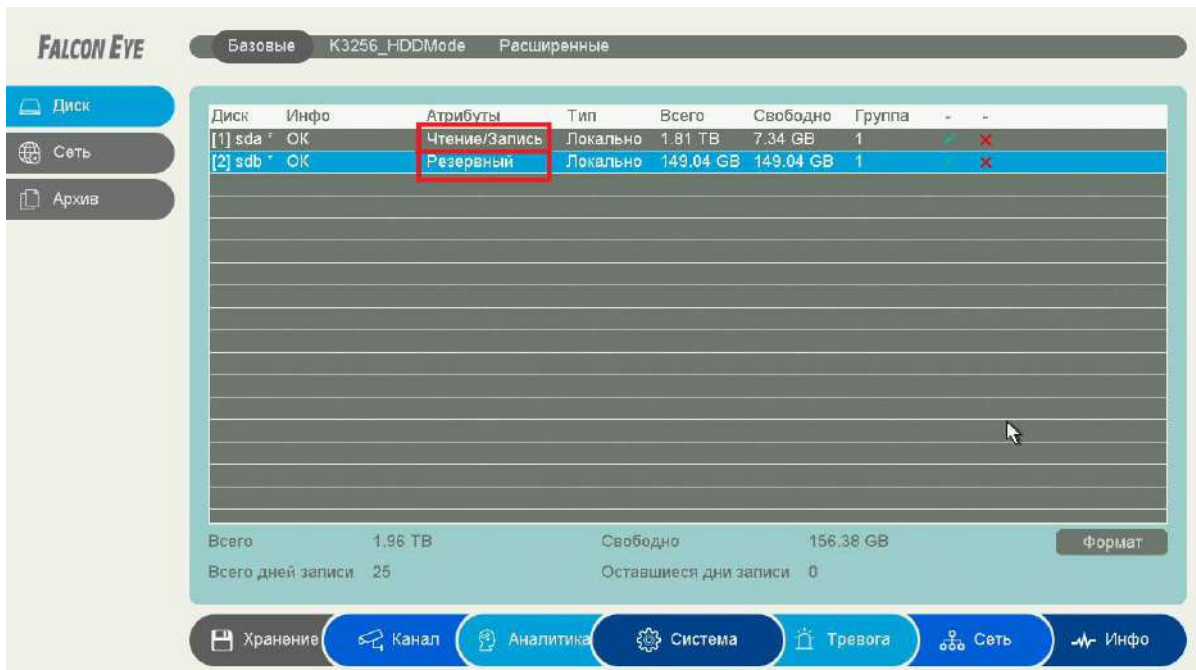 FALCON EYE
Базовые K3256_HDDMode Расширенные
Диск
Сеть
Архив
Диск Инфо Атрибуты Тип Всего Свободно Группа - -
[1] sda * OK Чтение/Запись Локально 1.81 TB 7.34 GB 1
[2] sdb * OK Резервный Локально 149.04 GB 149.04 GB 1
Всего 1.96 TB Свободно 156.38 GB Формат
Всего дней записи 25 Оставшиеся дни записи 0
Хранение Канал Аналитика Система Тревога Сеть Инфо